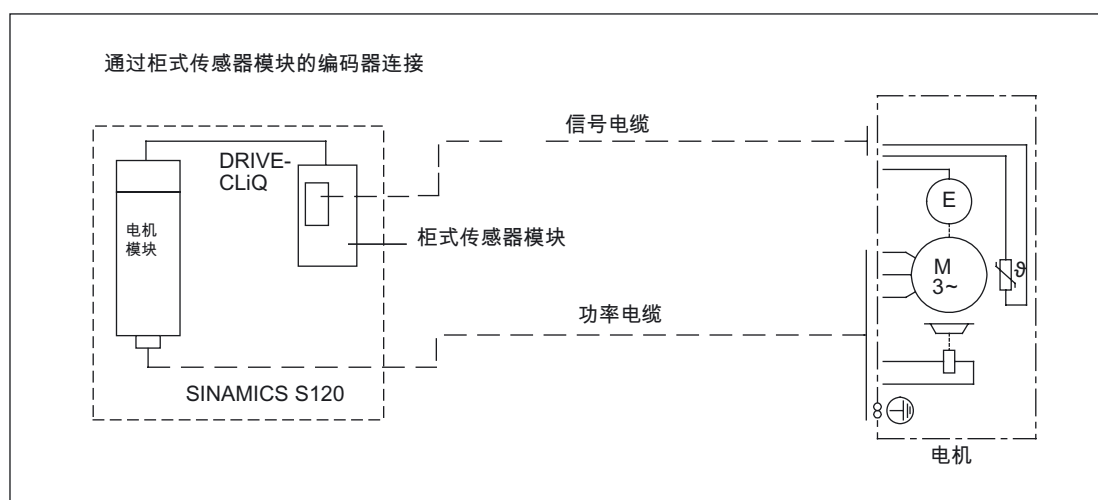 通过柜式传感器模块的编码器连接
信号电缆
DRIVE-
CLiQ
E
电机
模块
柜式传感器模块
M
3~
ϑ
功率电缆
SINAMICS S120
8
电机